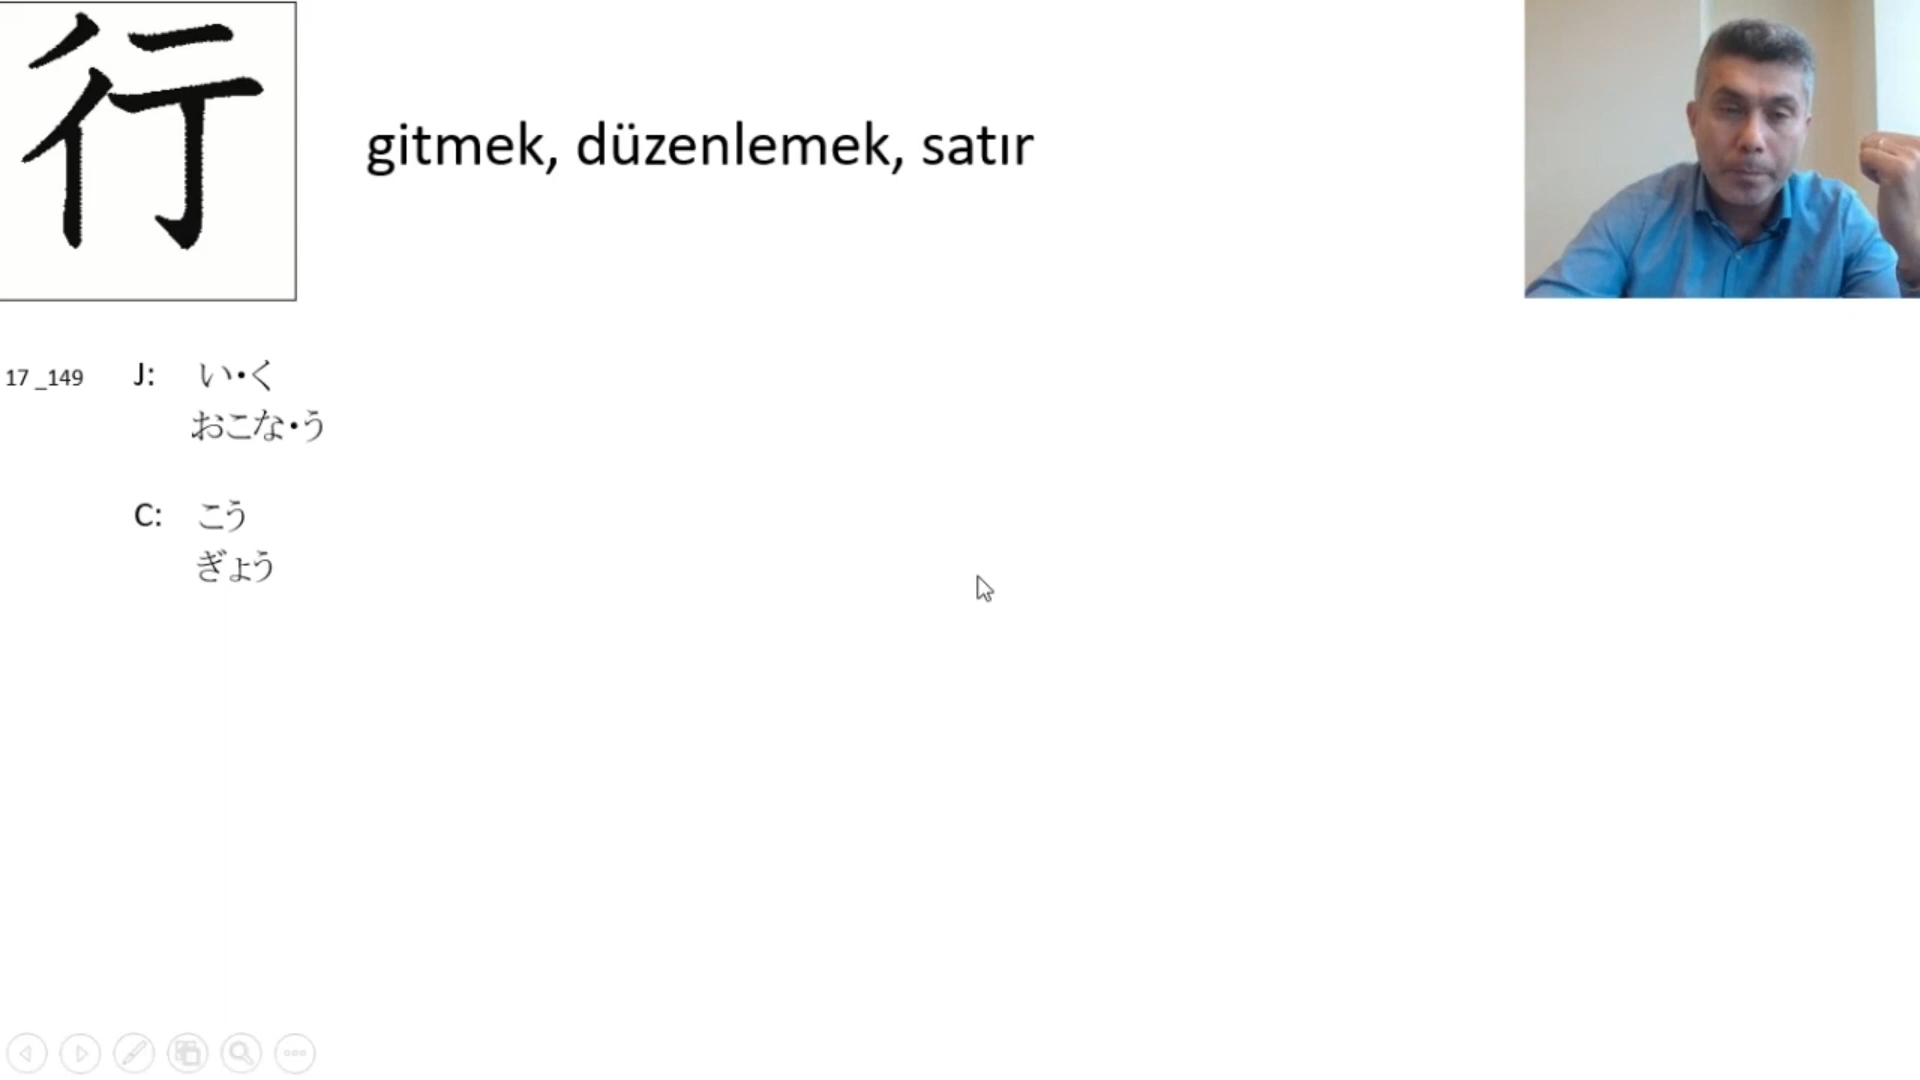 行
gitmek, düzenlemek, satır
17 _149 J: い・く
おこな・う
C: こう
ぎょう